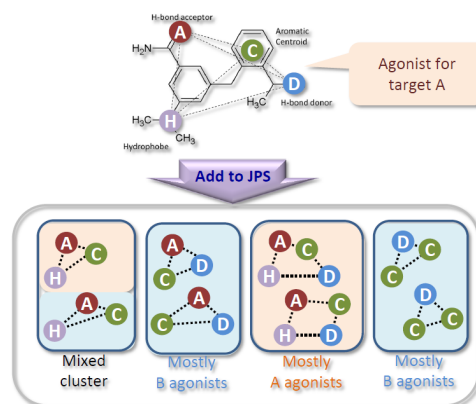 H-bond acceptor
A
Aromatic
Centroid
H₂N
C
Agonist for
target A
D
H₃C
H-bond donor
H₃C
H
CH₃
Hydrophobe
Add to JPS
A
C
H
A
C
H
A
D
C
A
C
D
A
C
H
D
A
C
H
D
D
C
C
D
C
C
Mixed
cluster
Mostly
B agonists
Mostly
A agonists
Mostly
B agonists